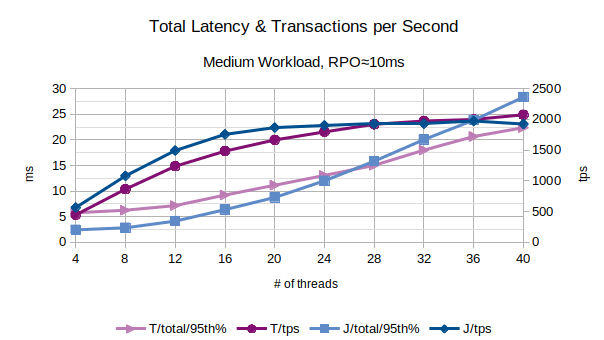 Total Latency & Transactions per Second
Medium Workload, RPO≈10ms
30
25
20
15
10
5
0
ms
2500
2000
1500
1000
500
0
tps
4 8 12 16 20 24 28 32 36 40
# of threads
T/total/95th% T/tps J/total/95th% J/tps